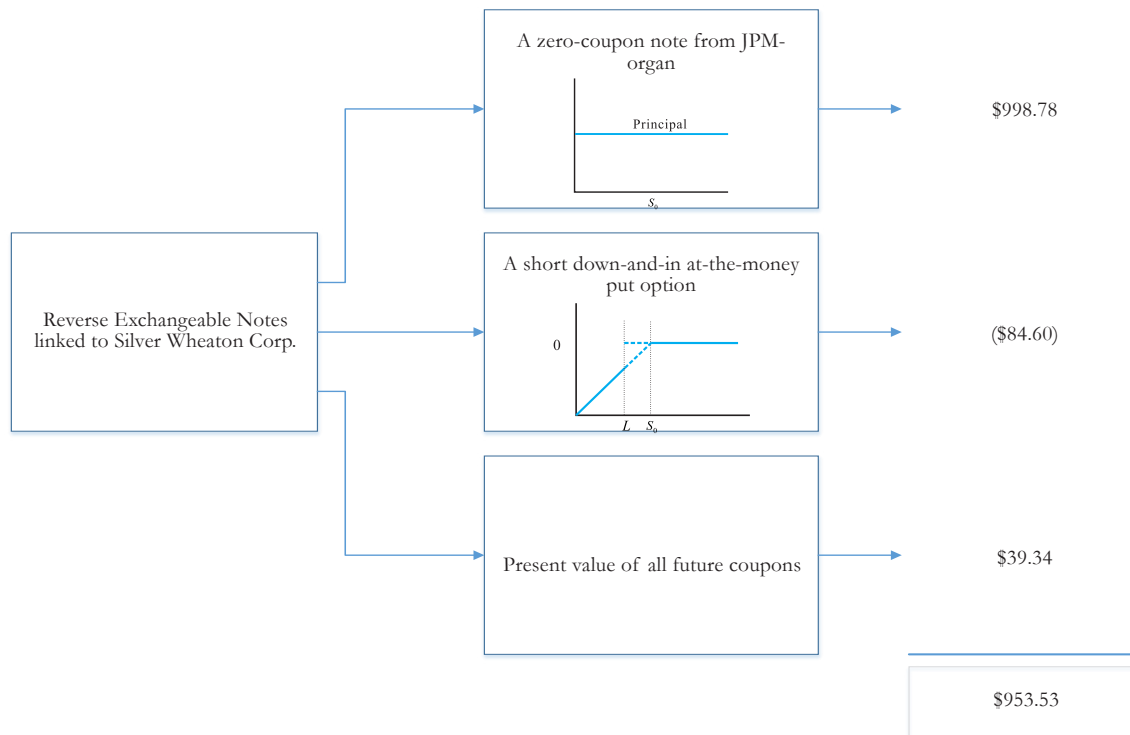 A zero-coupon note from JPM-
organ
Principal
S₀
$998.78
Reverse Exchangeable Notes
linked to Silver Wheaton Corp.
A short down-and-in at-the-money
put option
0
L S₀
($84.60)
Present value of all future coupons
$39.34
$953.53